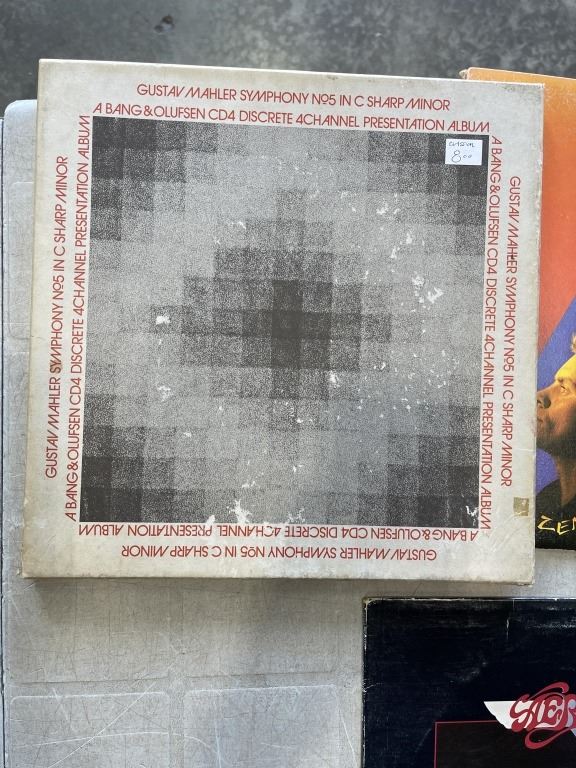 GUSTAV MAHLER SYMPHONY No5 IN C SHARP MINOR
A BANG & OLUFSEN CD4 DISCRETE 4CHANNEL PRESENTATION ALBUM
8.00
GUSTAV MAHLER SYMPHONY No5 IN C SHARP MINOR
A BANG & OLUFSEN CD4 DISCRETE 4CHANNEL PRESENTATION ALBUM
A BANG & OLUFSEN CD4 DISCRETE 4CHANNEL PRESENTATION ALBUM
GUSTAV MAHLER SYMPHONY No5 IN C SHARP MINOR
A BANG & OLUFSEN CD4 DISCRETE 4CHANNEL PRESENTATION ALBUM
GUSTAV MAHLER SYMPHONY No5 IN C SHARP MINOR